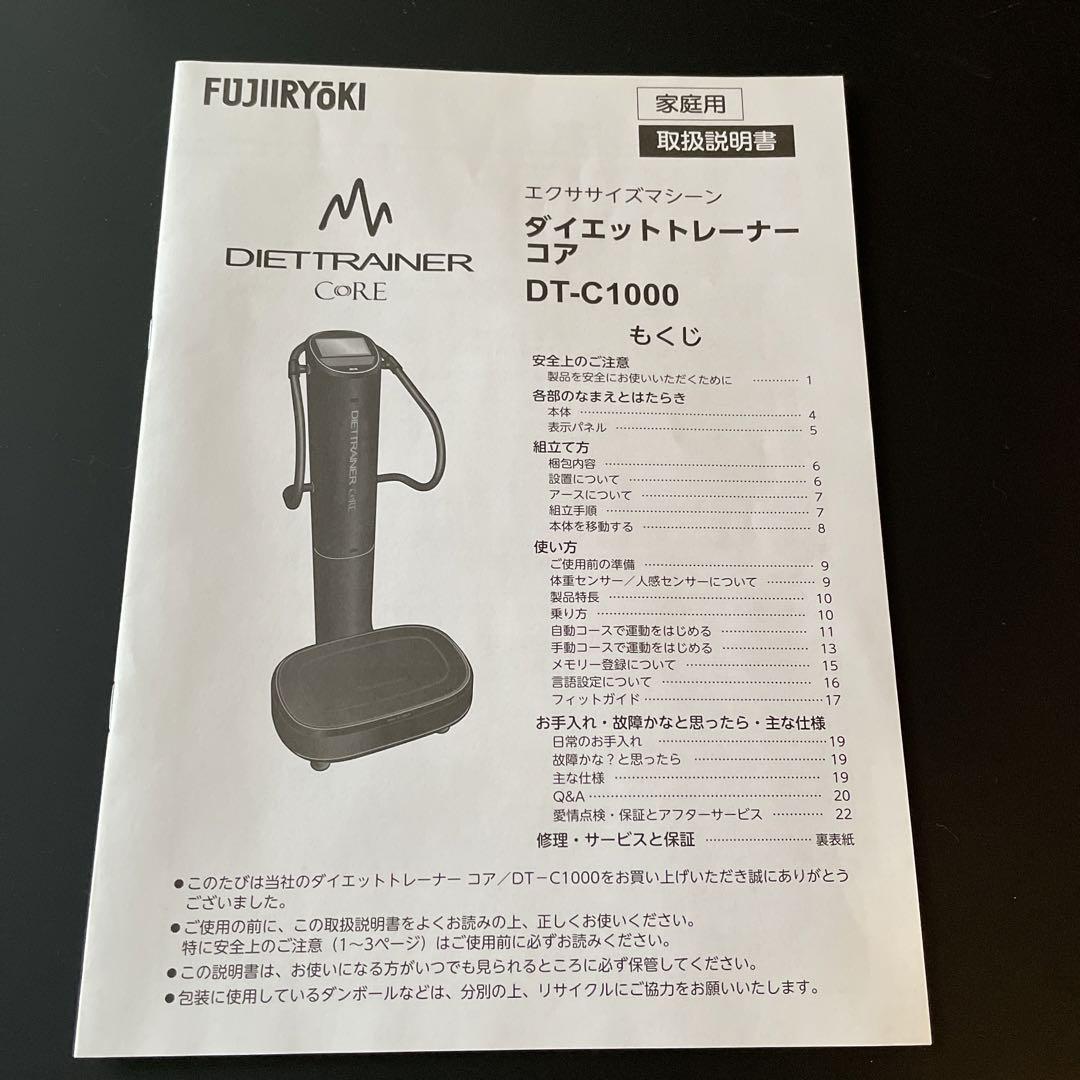 FUJIIRYōKI
家庭用
取扱説明書
DIETTRAINER
CORE
エクササイズマシーン
ダイエットトレーナー
コア
DT-C1000
もくじ
安全上のご注意
製品を安全にお使いいただくために ………… 1
各部のなまえとはたらき
本体 ………… 4
表示パネル ………… 5
組立て方
梱包内容 ………… 6
設置について ………… 6
アースについて ………… 7
組立手順 ………… 7
本体を移動する ………… 8
使い方
ご使用前の準備 ………… 9
体重センサー／人感センサーについて ………… 9
製品特長 ………… 10
乗り方 ………… 10
自動コースで運動をはじめる ………… 11
手動コースで運動をはじめる ………… 13
メモリー登録について ………… 15
言語設定について ………… 16
フィットガイド ………… 17
お手入れ・故障かなと思ったら・主な仕様
日常のお手入れ ………… 19
故障かな？と思ったら ………… 19
主な仕様 ………… 19
Q&A ………… 20
愛情点検・保証とアフターサービス ………… 22
修理・サービスと保証 ………… 裏表紙
DIETTRAINER CORE
●このたびは当社のダイエットトレーナー コア／DT－C1000をお買い上げいただき誠にありがとう
ございました。
●ご使用の前に、この取扱説明書をよくお読みの上、正しくお使いください。
特に安全上のご注意（1～3ページ）はご使用前に必ずお読みください。
●この説明書は、お使いになる方がいつでも見られるところに必ず保管してください。
●包装に使用しているダンボールなどは、分別の上、リサイクルにご協力をお願いいたします。